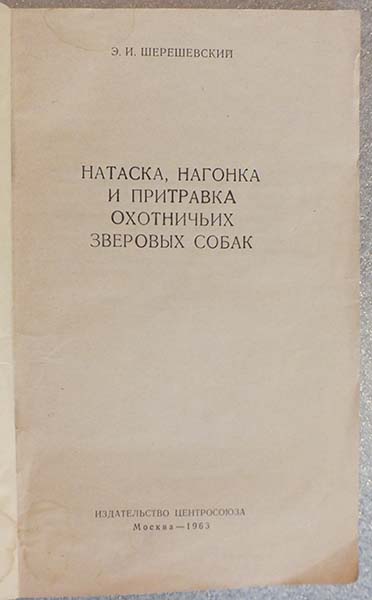 Э. И. ШЕРЕШЕВСКИЙ
НАТАСКА, НАГОНКА
И ПРИТРАВКА
ОХОТНИЧЬИХ
ЗВЕРОВЫХ СОБАК
ИЗДАТЕЛЬСТВО ЦЕНТРОСОЮЗА
Москва—1963